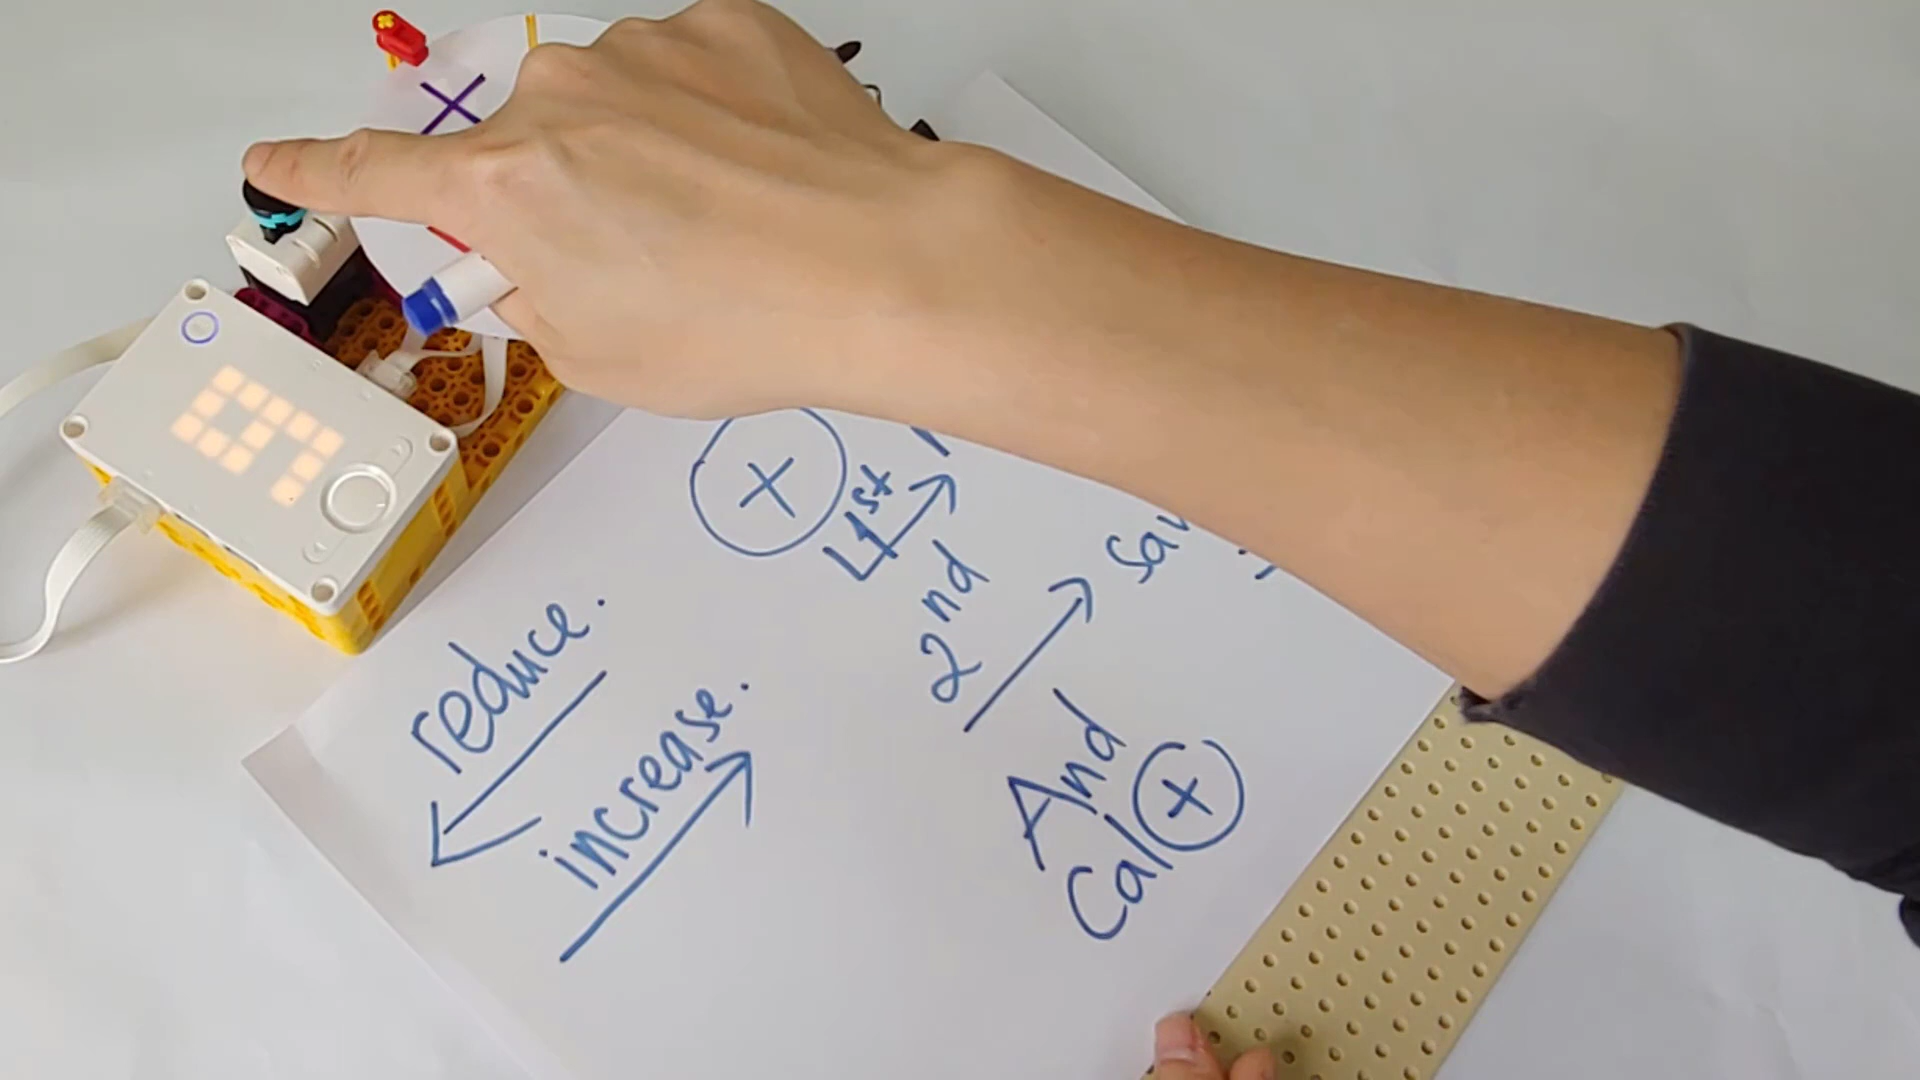 reduce.
increase.
+
1st
2nd
And
Cal +